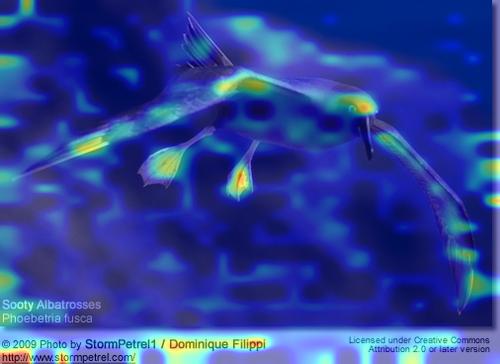 Sooty Albatrosses
Phoebetria fusca
© 2009 Photo by StormPetrel1 / Dominique Filippi
http://www.stormpetrel.com/
Licensed under Creative Commons
Attribution 2.0 or later version